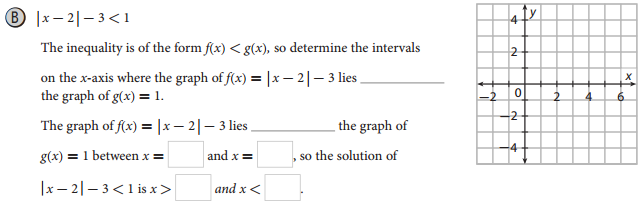 B |x − 2| − 3 < 1
The inequality is of the form f(x) < g(x), so determine the intervals
on the x-axis where the graph of f(x) = |x − 2| − 3 lies ________
the graph of g(x) = 1.
The graph of f(x) = |x − 2| − 3 lies ________ the graph of
g(x) = 1 between x = and x = , so the solution of
|x − 2| − 3 < 1 is x > and x < .
4 y
2
x
−2 0 2 4 6
−2
−4